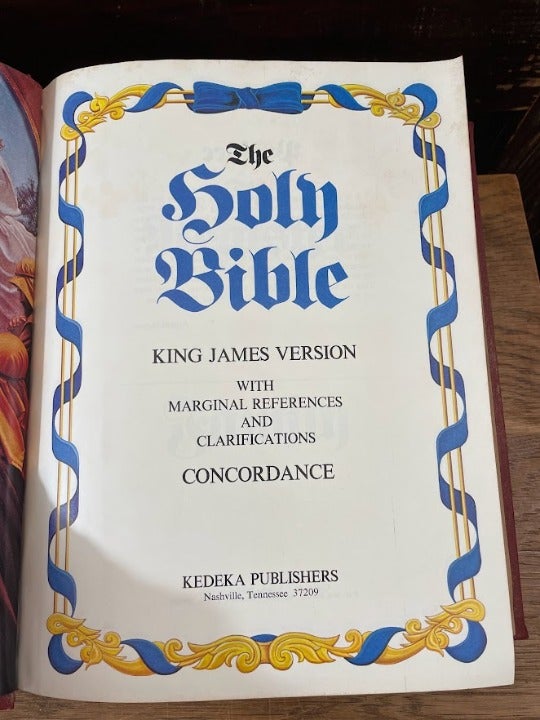 The
Holy
Bible
KING JAMES VERSION
WITH
MARGINAL REFERENCES
AND
CLARIFICATIONS
CONCORDANCE
KEDEKA PUBLISHERS
Nashville, Tennessee 37209